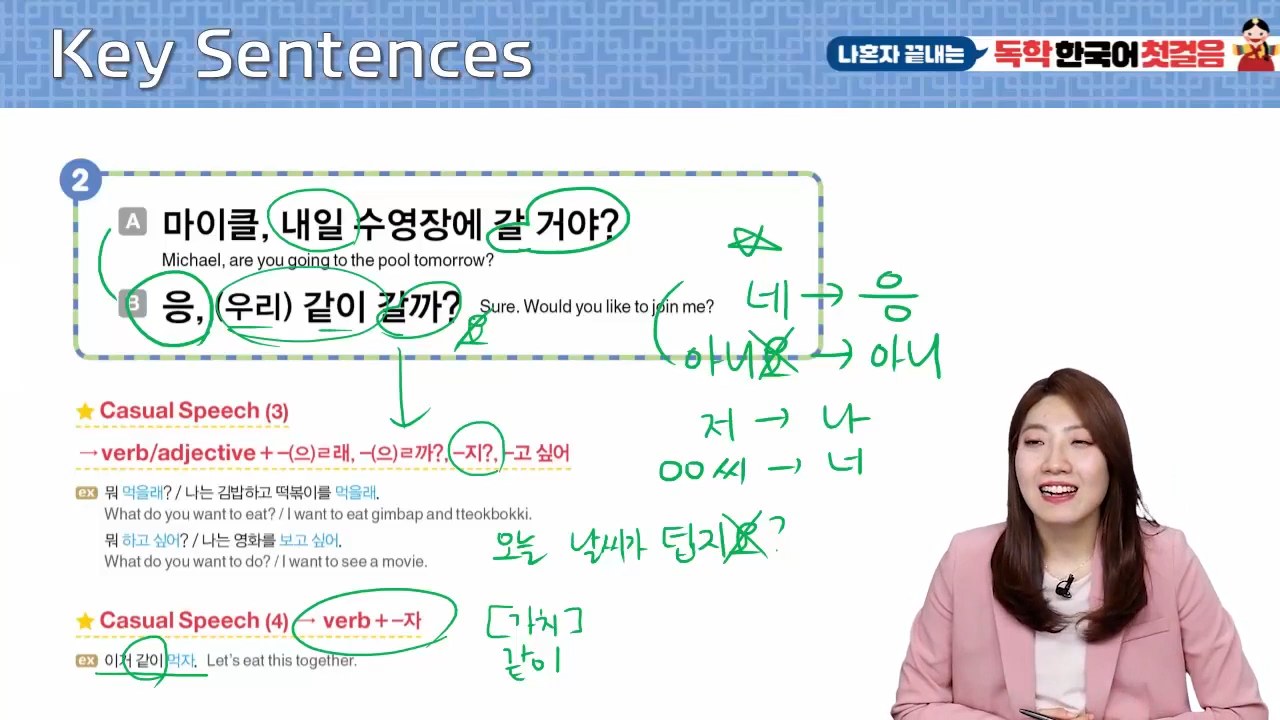 Key Sentences
나혼자 끝내는 독학 한국어 첫걸음
2
A 마이클, 내일 수영장에 갈 거야?
Michael, are you going to the pool tomorrow?
B 응, (우리) 같이 갈까? Sure. Would you like to join me?
요
네 → 응
아니요 → 아니
저 → 나
OO씨 → 너
★ Casual Speech (3)
→ verb/adjective + -(으)ㄹ래, -(으)ㄹ까?, -지?, -고 싶어
ex 뭐 먹을래? / 나는 김밥하고 떡볶이를 먹을래.
What do you want to eat? / I want to eat gimbap and tteokbokki.
뭐 하고 싶어? / 나는 영화를 보고 싶어.
What do you want to do? / I want to see a movie.
오늘 날씨가 덥지요?
★ Casual Speech (4) → verb + -자
ex 이거 같이 먹자. Let's eat this together.
[가치]
같이